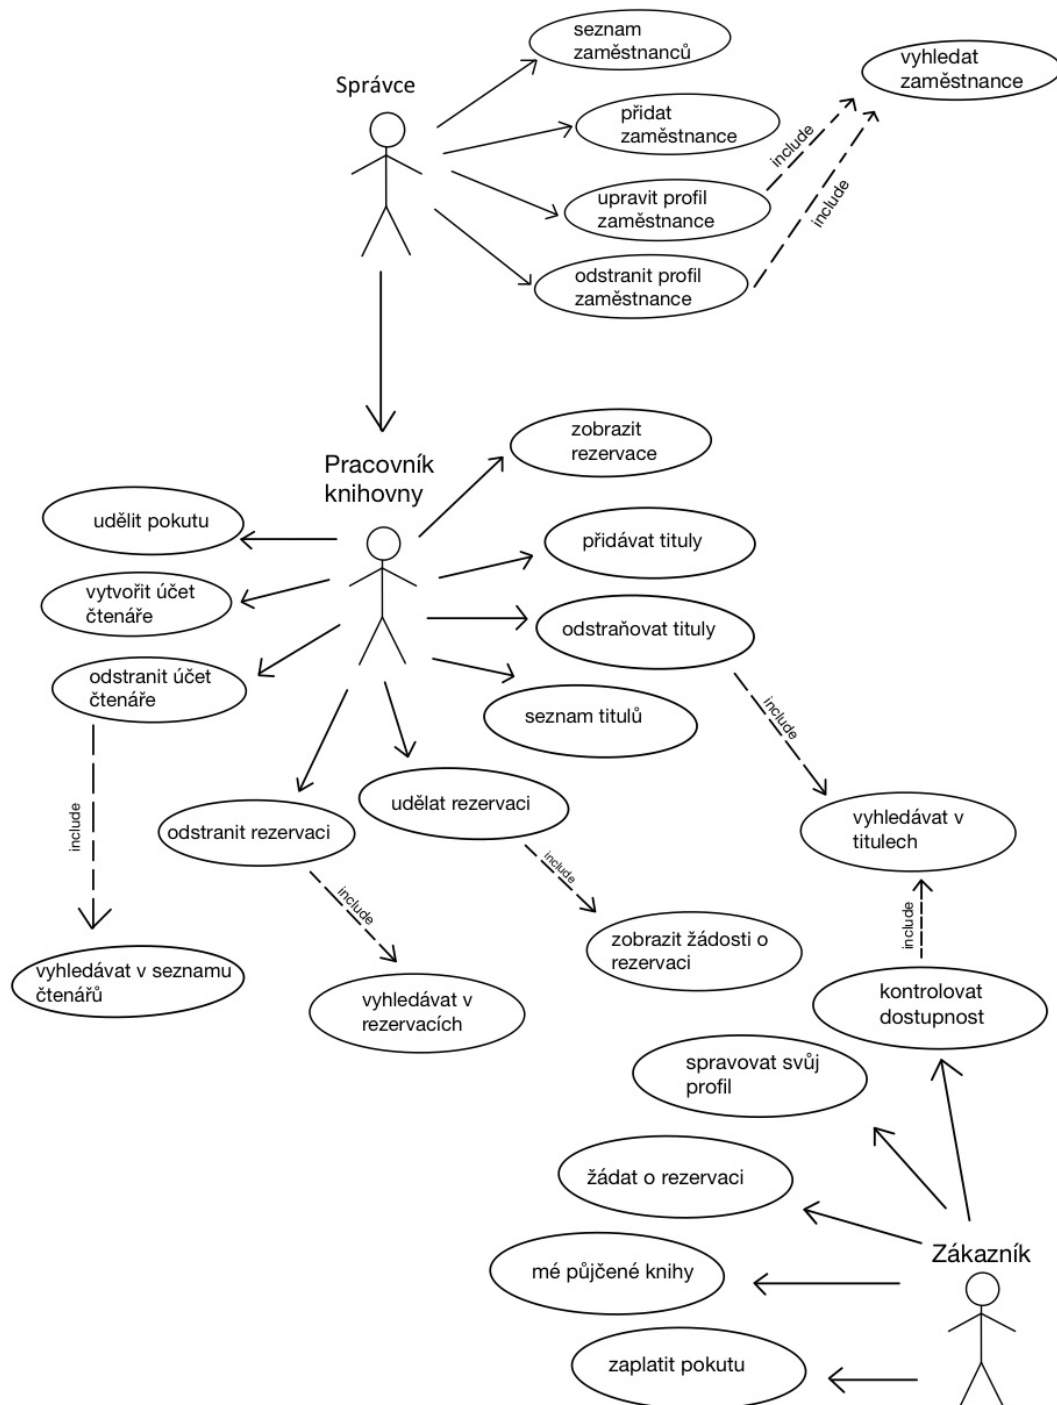 seznam
zaměstnanců
vyhledat
zaměstnance
Správce
přidat
zaměstnance
include
upravit profil
zaměstnance
include
odstranit profil
zaměstnance
zobrazit
rezervace
Pracovník
knihovny
udělit pokutu
přidávat tituly
vytvořit účet
čtenáře
odstraňovat tituly
odstranit účet
čtenáře
seznam titulů
include
include
udělat rezervaci
odstranit rezervaci
vyhledávat v
titulech
include
include
include
zobrazit žádosti o
rezervaci
vyhledávat v seznamu
čtenářů
vyhledávat v
rezervacích
kontrolovat
dostupnost
spravovat svůj
profil
žádat o rezervaci
Zákazník
mé půjčené knihy
zaplatit pokutu